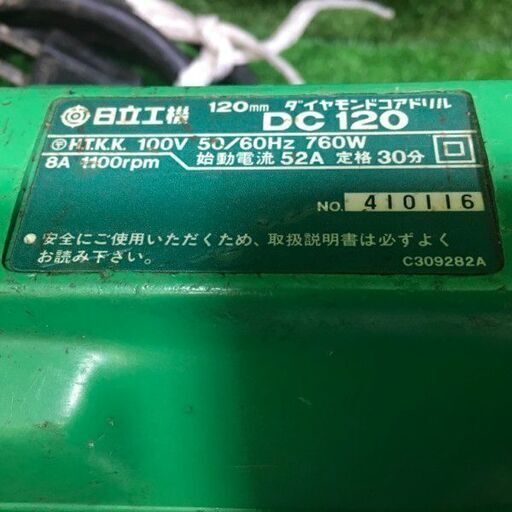 日立工機 120mm ダイヤモンドコアドリル
DC 120
Ⓟ H.T.K.K. 100V 50/60Hz 760W
8A 1100rpm 始動電流 52A 定格 30分
NO. 410116
●安全にご使用いただくため、取扱説明書は必ずよく
お読み下さい。
C309282A